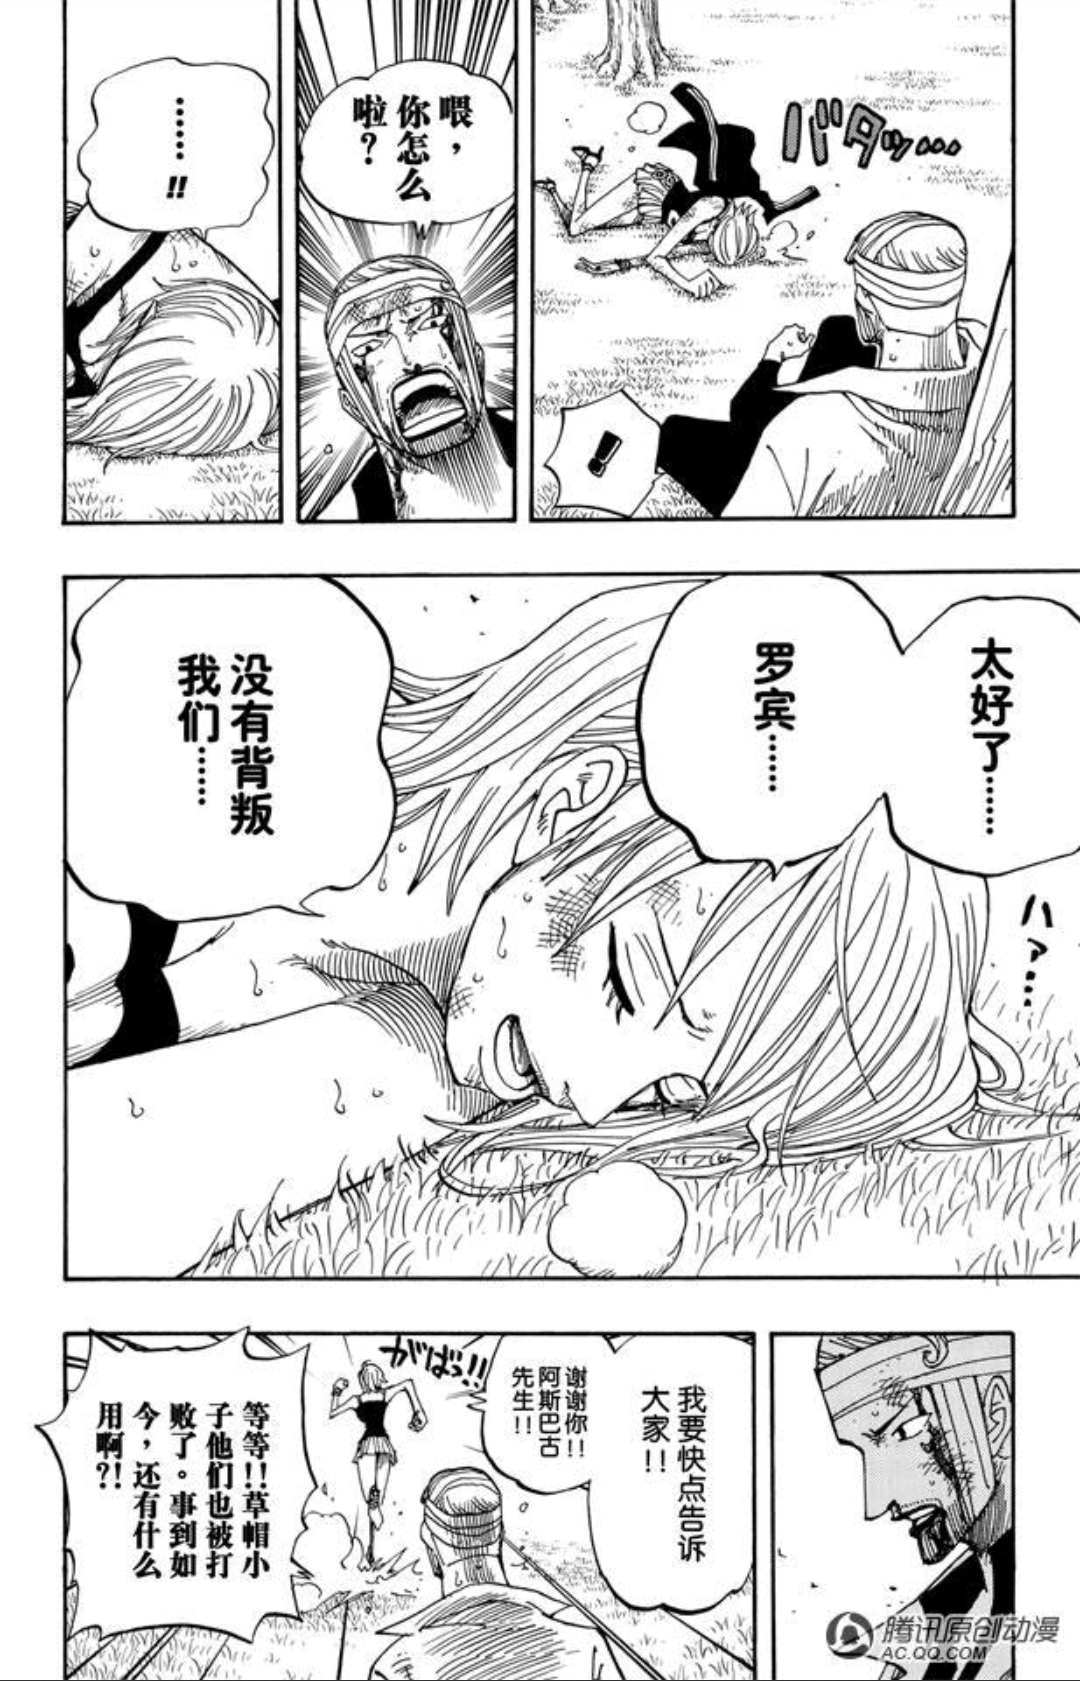 バタッ…
!
喂，
你怎么
啦？
……!!
太好了……
罗宾……
没有背叛
我们……
ハァ…
我要快点告诉
大家!!
谢谢你!!
阿斯巴古
先生!!
がばっ!!
等等!!草帽小
子他们也被打
败了。事到如
今，还有什么
用啊?!
腾讯原创动漫
AC.QQ.COM